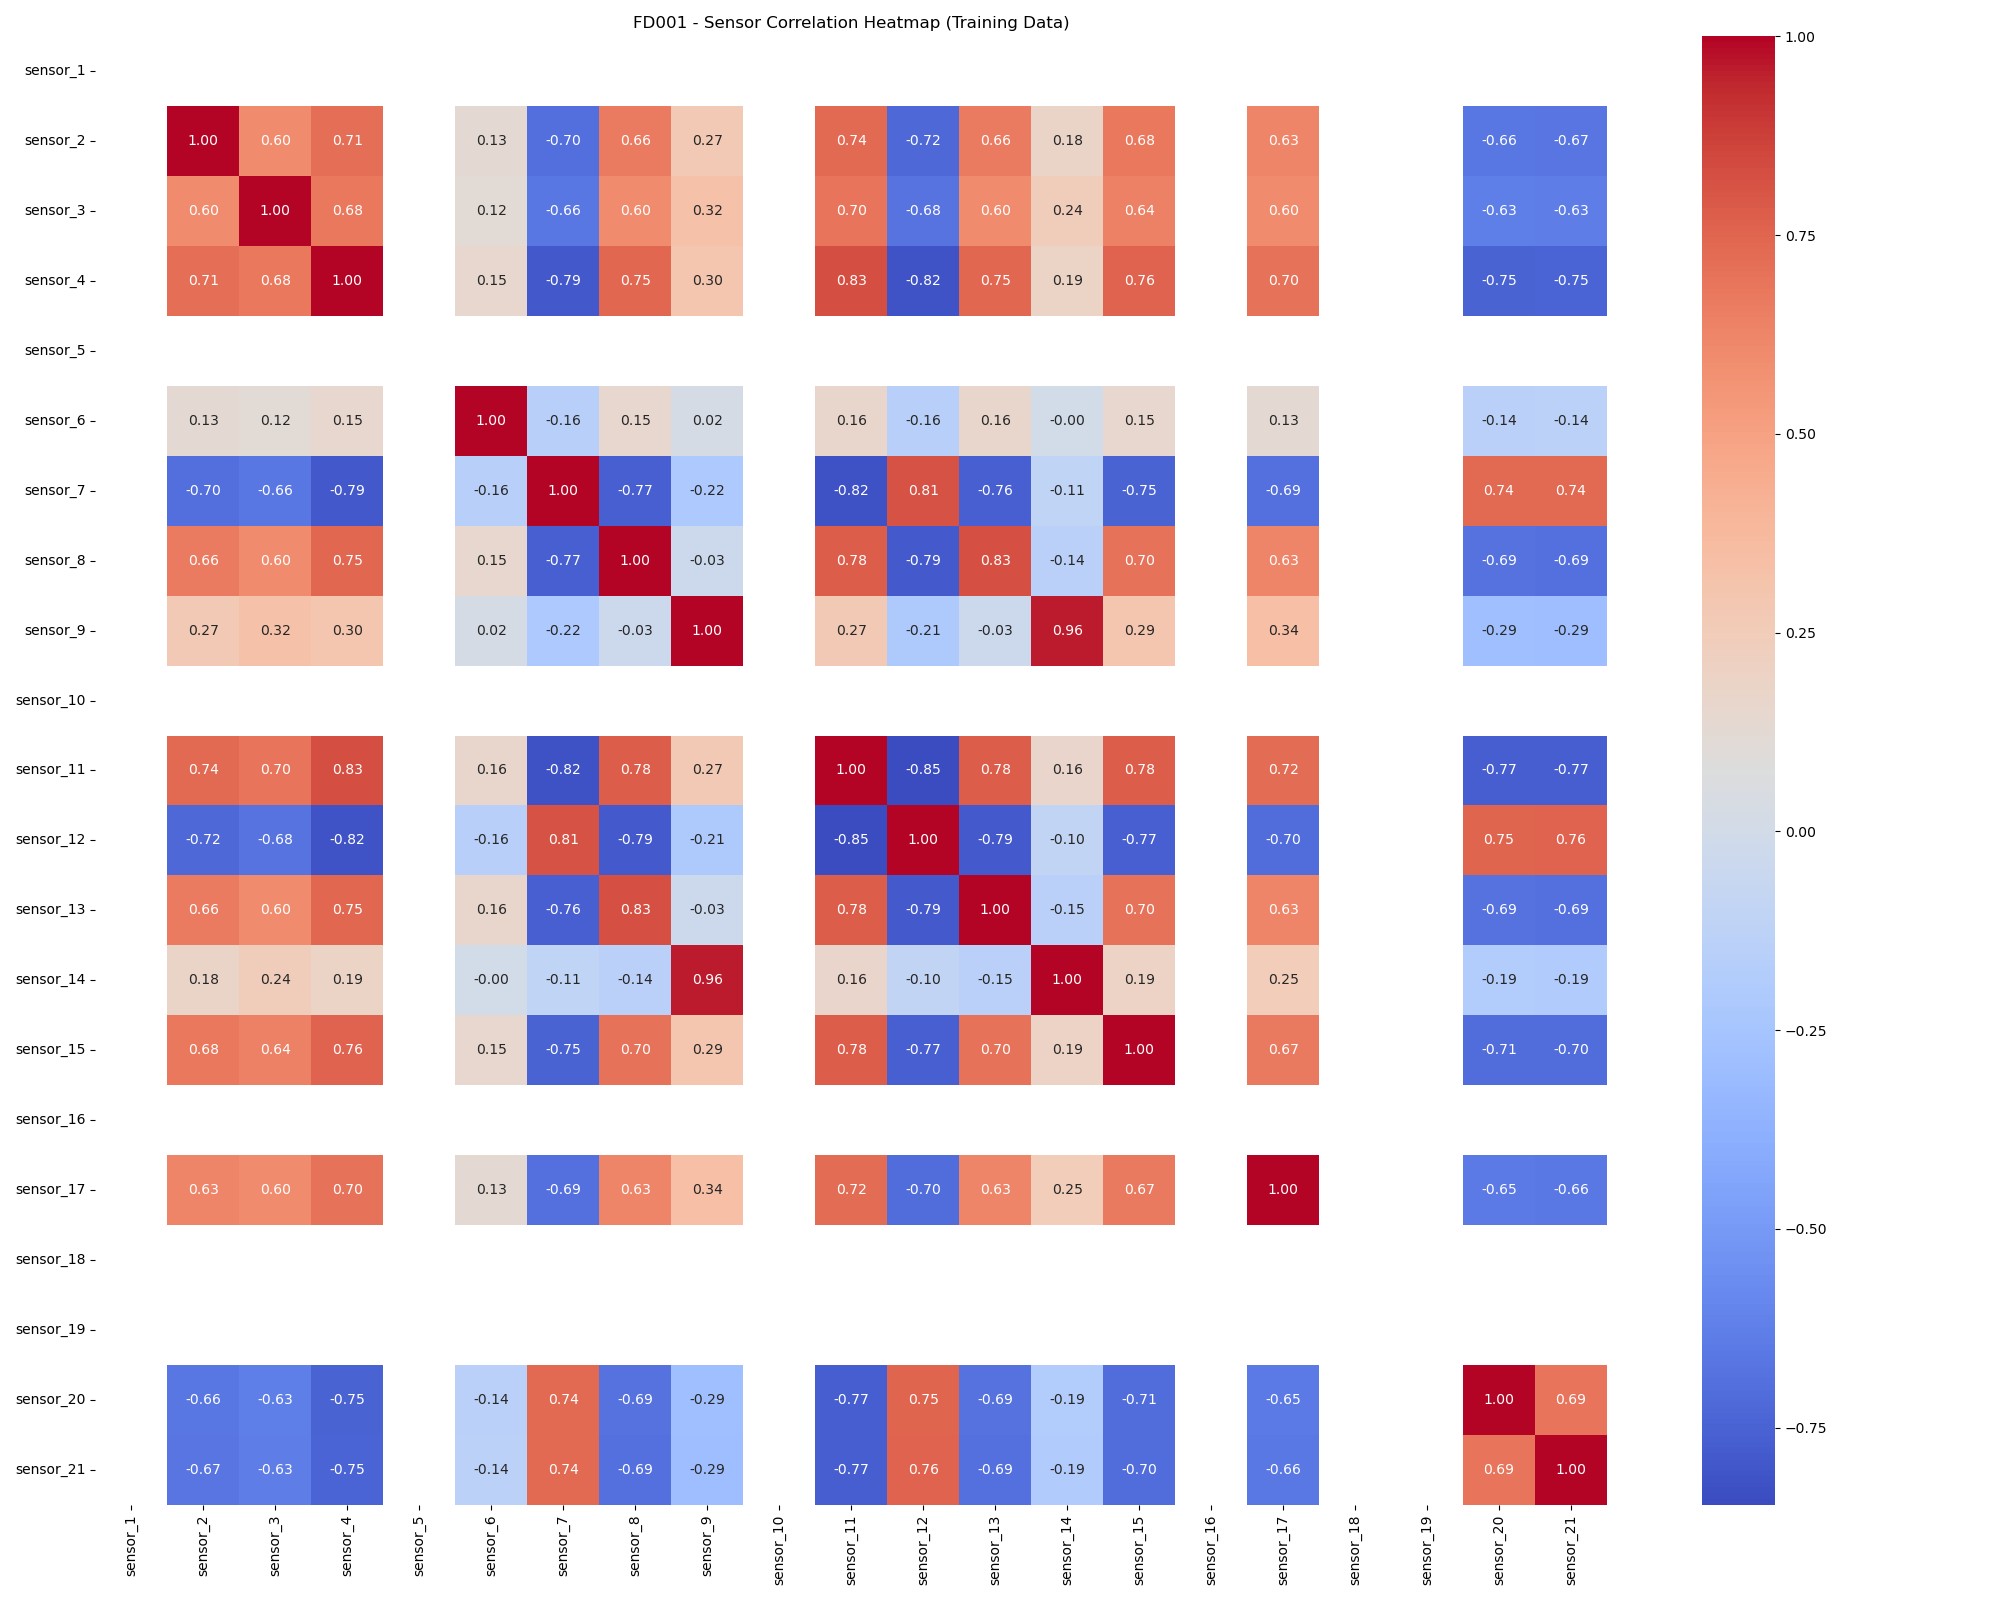 FD001 - Sensor Correlation Heatmap (Training Data)
sensor_1
sensor_2 1.00 0.60 0.71 0.13 -0.70 0.66 0.27 0.74 -0.72 0.66 0.18 0.68 0.63 -0.66 -0.67
sensor_3 0.60 1.00 0.68 0.12 -0.66 0.60 0.32 0.70 -0.68 0.60 0.24 0.64 0.60 -0.63 -0.63
sensor_4 0.71 0.68 1.00 0.15 -0.79 0.75 0.30 0.83 -0.82 0.75 0.19 0.76 0.70 -0.75 -0.75
sensor_5
sensor_6 0.13 0.12 0.15 1.00 -0.16 0.15 0.02 0.16 -0.16 0.16 -0.00 0.15 0.13 -0.14 -0.14
sensor_7 -0.70 -0.66 -0.79 -0.16 1.00 -0.77 -0.22 -0.82 0.81 -0.76 -0.11 -0.75 -0.69 0.74 0.74
sensor_8 0.66 0.60 0.75 0.15 -0.77 1.00 -0.03 0.78 -0.79 0.83 -0.14 0.70 0.63 -0.69 -0.69
sensor_9 0.27 0.32 0.30 0.02 -0.22 -0.03 1.00 0.27 -0.21 -0.03 0.96 0.29 0.34 -0.29 -0.29
sensor_10
sensor_11 0.74 0.70 0.83 0.16 -0.82 0.78 0.27 1.00 -0.85 0.78 0.16 0.78 0.72 -0.77 -0.77
sensor_12 -0.72 -0.68 -0.82 -0.16 0.81 -0.79 -0.21 -0.85 1.00 -0.79 -0.10 -0.77 -0.70 0.75 0.76
sensor_13 0.66 0.60 0.75 0.16 -0.76 0.83 -0.03 0.78 -0.79 1.00 -0.15 0.70 0.63 -0.69 -0.69
sensor_14 0.18 0.24 0.19 -0.00 -0.11 -0.14 0.96 0.16 -0.10 -0.15 1.00 0.19 0.25 -0.19 -0.19
sensor_15 0.68 0.64 0.76 0.15 -0.75 0.70 0.29 0.78 -0.77 0.70 0.19 1.00 0.67 -0.71 -0.70
sensor_16
sensor_17 0.63 0.60 0.70 0.13 -0.69 0.63 0.34 0.72 -0.70 0.63 0.25 0.67 1.00 -0.65 -0.66
sensor_18
sensor_19
sensor_20 -0.66 -0.63 -0.75 -0.14 0.74 -0.69 -0.29 -0.77 0.75 -0.69 -0.19 -0.71 -0.65 1.00 0.69
sensor_21 -0.67 -0.63 -0.75 -0.14 0.74 -0.69 -0.29 -0.77 0.76 -0.69 -0.19 -0.70 -0.66 0.69 1.00
sensor_1 sensor_2 sensor_3 sensor_4 sensor_5 sensor_6 sensor_7 sensor_8 sensor_9 sensor_10 sensor_11 sensor_12 sensor_13 sensor_14 sensor_15 sensor_16 sensor_17 sensor_18 sensor_19 sensor_20 sensor_21
1.00
0.75
0.50
0.25
0.00
−0.25
−0.50
−0.75